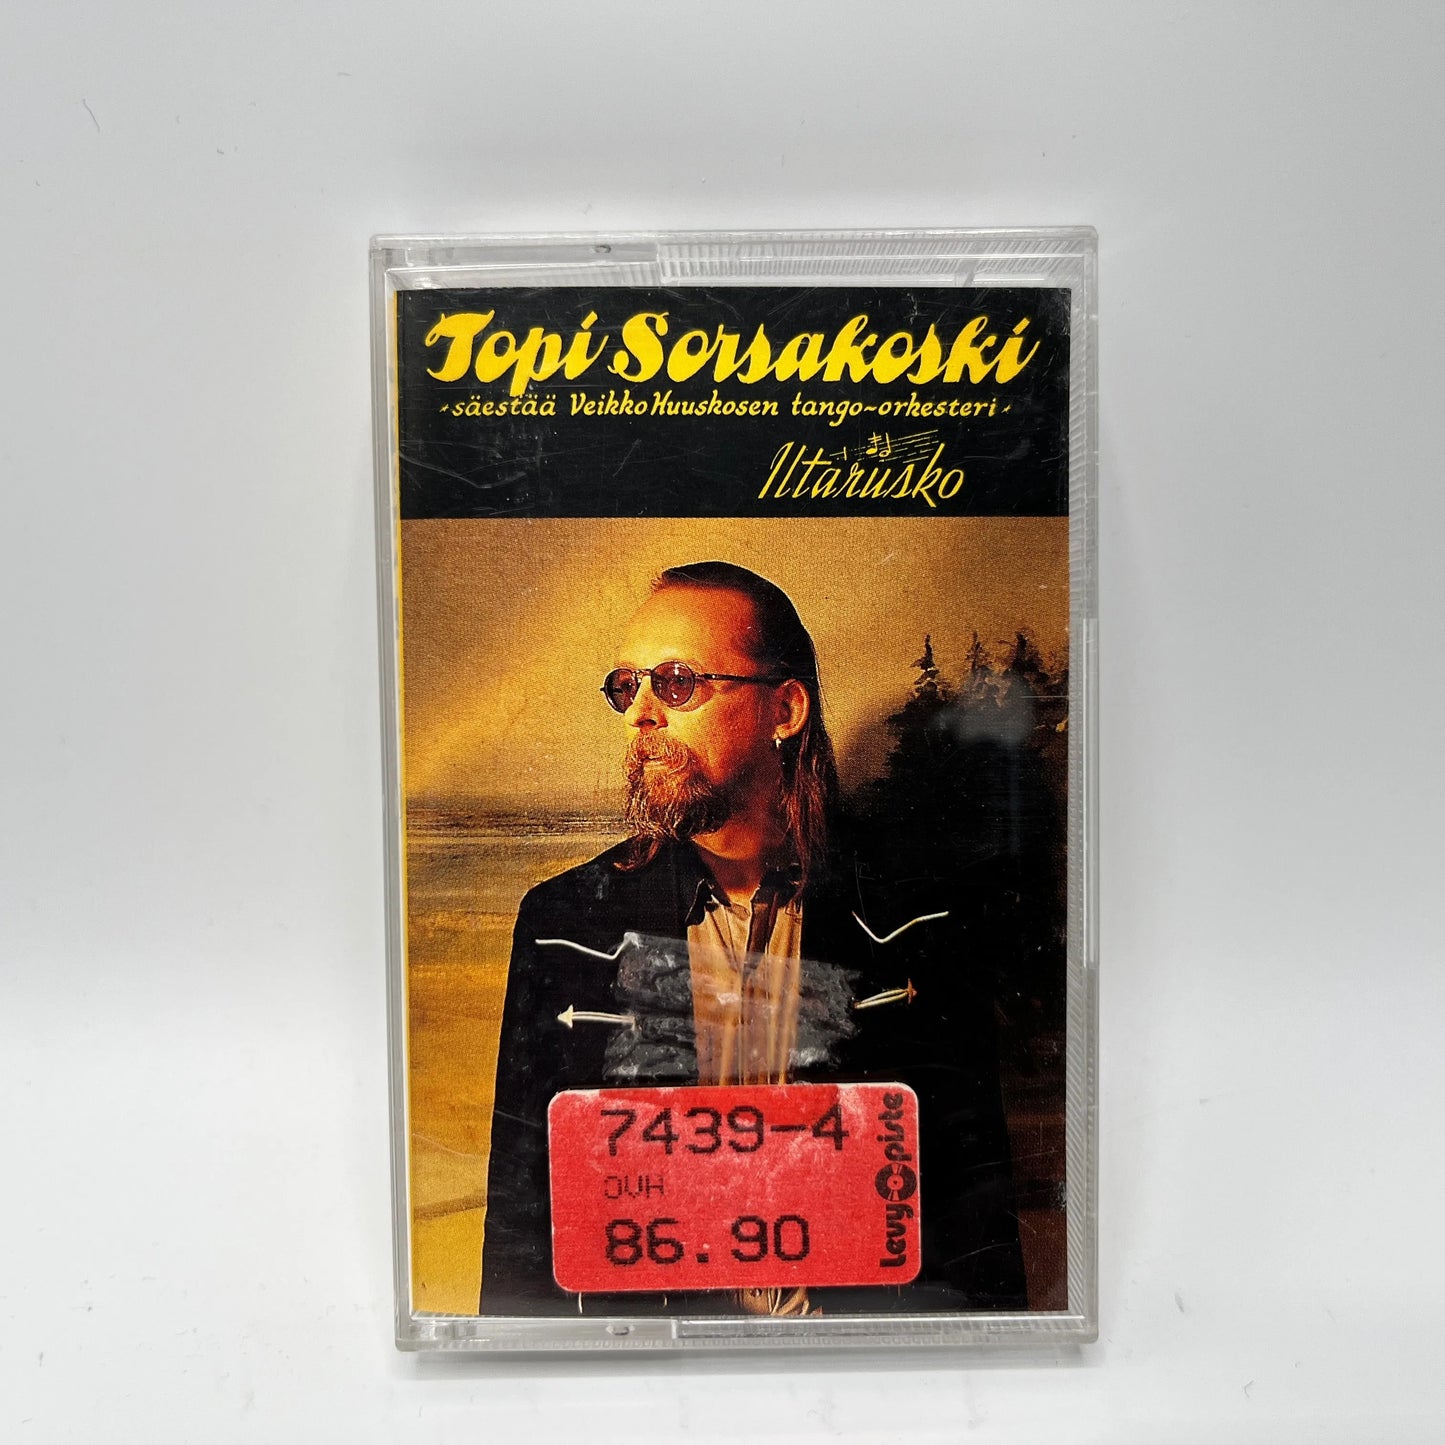 Topi Sorsakoski
*säestää Veikko Huuskosen tango-orkesteri*
Iltarusko
7439-4
OVH
86.90
Levypiste